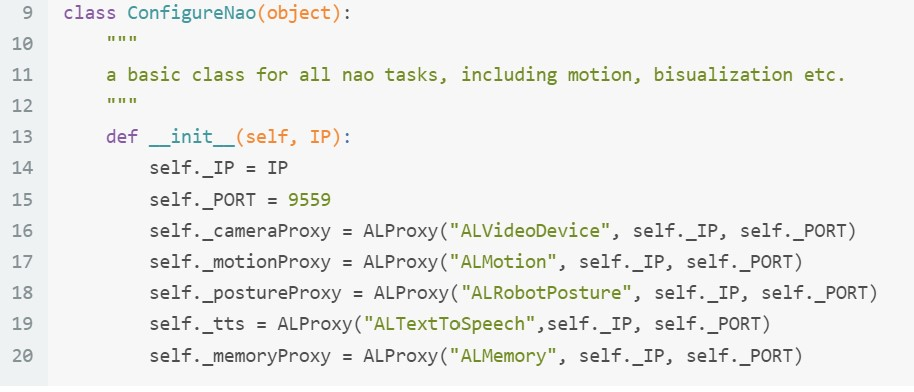 9 class ConfigureNao(object):
10 """
11 a basic class for all nao tasks, including motion, bisualization etc.
12 """
13 def __init__(self, IP):
14 self._IP = IP
15 self._PORT = 9559
16 self._cameraProxy = ALProxy("ALVideoDevice", self._IP, self._PORT)
17 self._motionProxy = ALProxy("ALMotion", self._IP, self._PORT)
18 self._postureProxy = ALProxy("ALRobotPosture", self._IP, self._PORT)
19 self._tts = ALProxy("ALTextToSpeech",self._IP, self._PORT)
20 self._memoryProxy = ALProxy("ALMemory", self._IP, self._PORT)